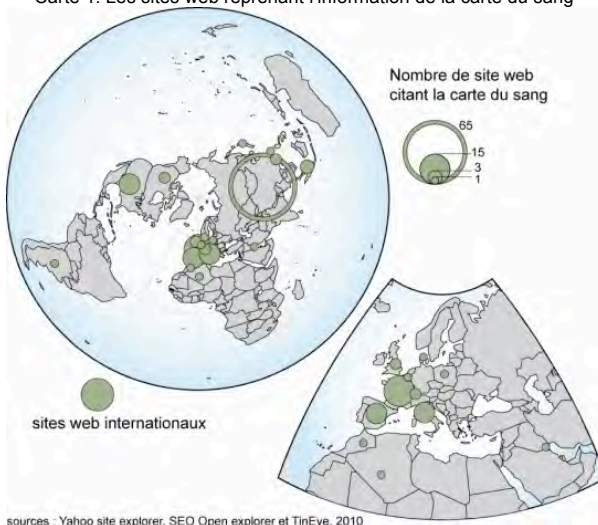 Carte 1. Les sites web reprenant l'information de la carte du sang
Nombre de site web
citant la carte du sang
65
15
3
1
sites web internationaux
sources : Yahoo site explorer, SEO Open explorer et TinEye, 2010